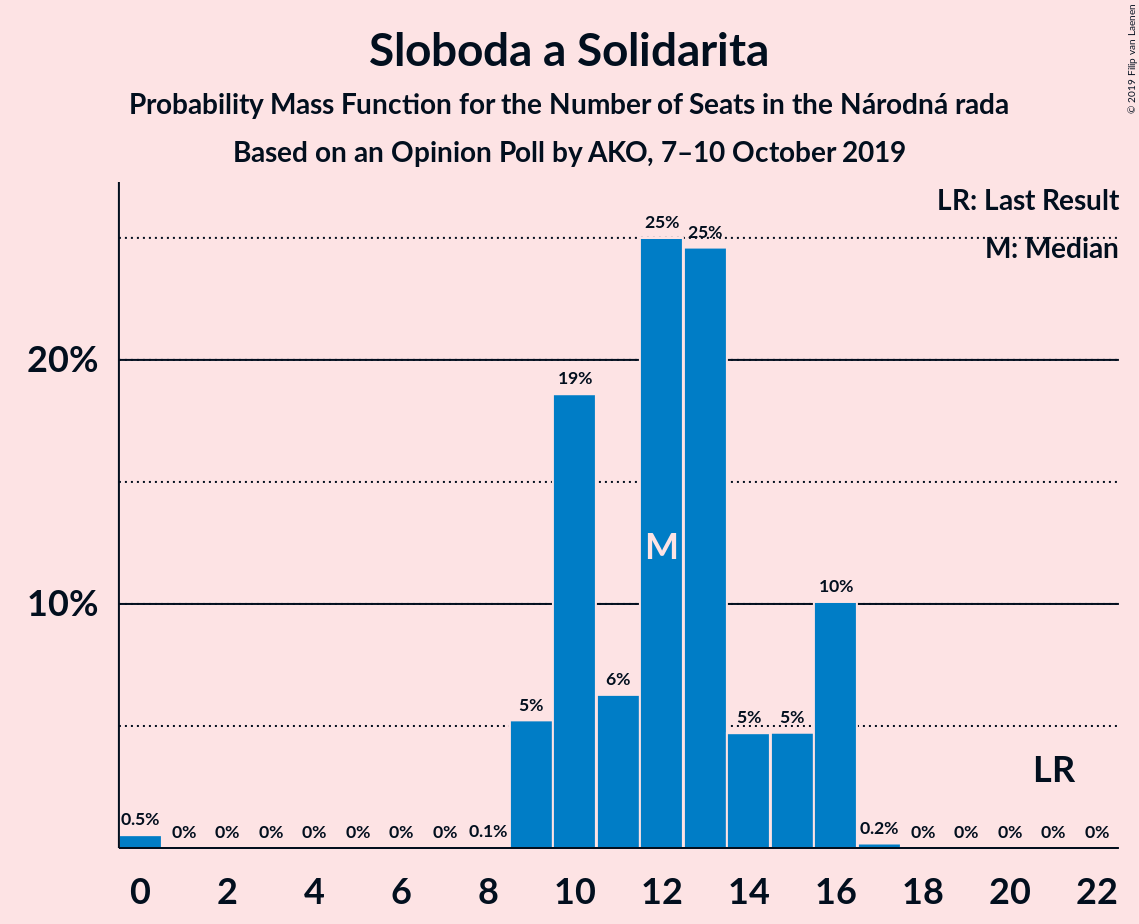 Sloboda a Solidarita
Probability Mass Function for the Number of Seats in the Národná rada
Based on an Opinion Poll by AKO, 7–10 October 2019
© 2019 Filip van Laenen
LR: Last Result
M: Median
20%
10%
0.5%
0%
0%
0%
0%
0%
0%
0%
0.1%
5%
19%
6%
25%
25%
5%
5%
10%
0.2%
0%
0%
0%
0%
0%
M
LR
0 2 4 6 8 10 12 14 16 18 20 22